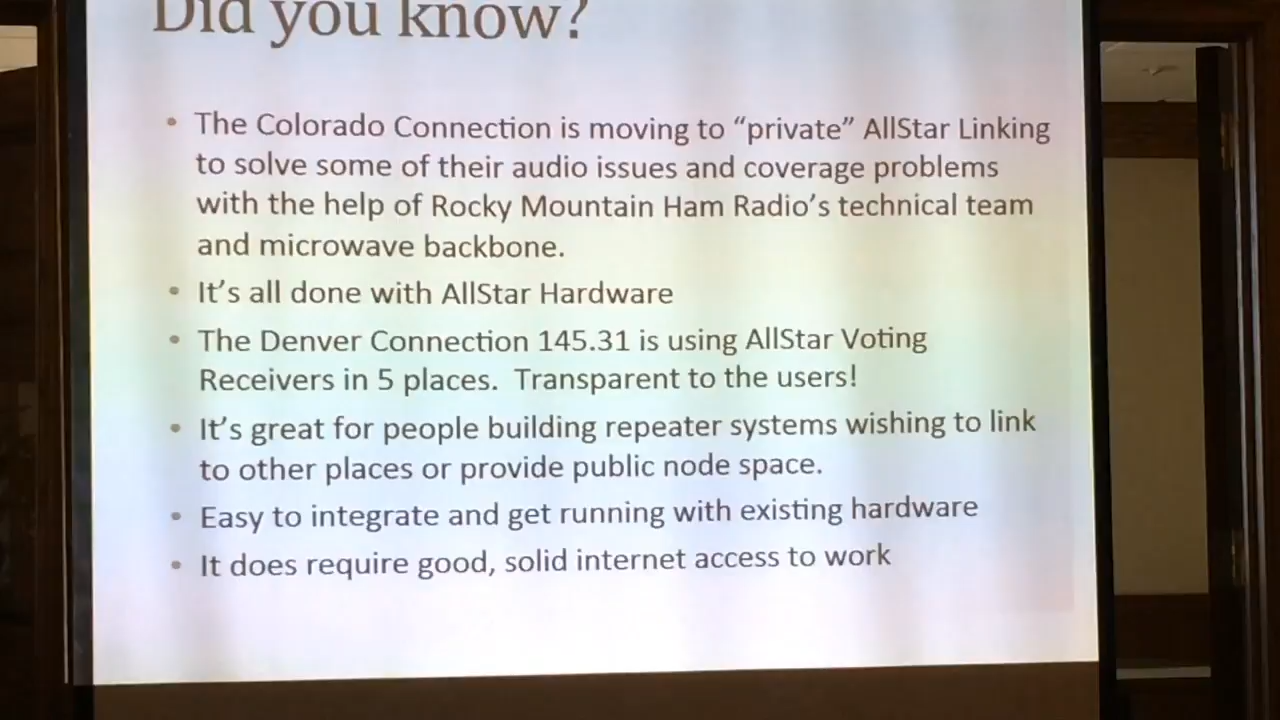 Did you know?
• The Colorado Connection is moving to “private” AllStar Linking
to solve some of their audio issues and coverage problems
with the help of Rocky Mountain Ham Radio’s technical team
and microwave backbone.
• It’s all done with AllStar Hardware
• The Denver Connection 145.31 is using AllStar Voting
Receivers in 5 places. Transparent to the users!
• It’s great for people building repeater systems wishing to link
to other places or provide public node space.
• Easy to integrate and get running with existing hardware
• It does require good, solid internet access to work